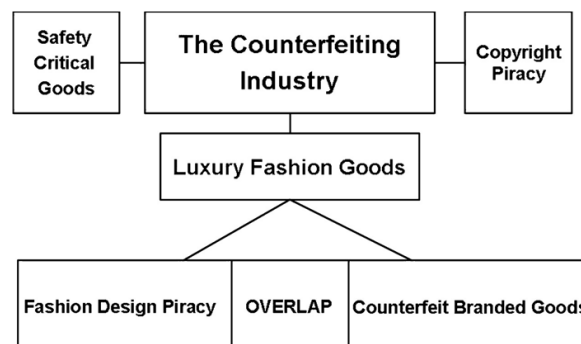 Safety
Critical
Goods
The Counterfeiting
Industry
Copyright
Piracy
Luxury Fashion Goods
Fashion Design Piracy
OVERLAP
Counterfeit Branded Goods